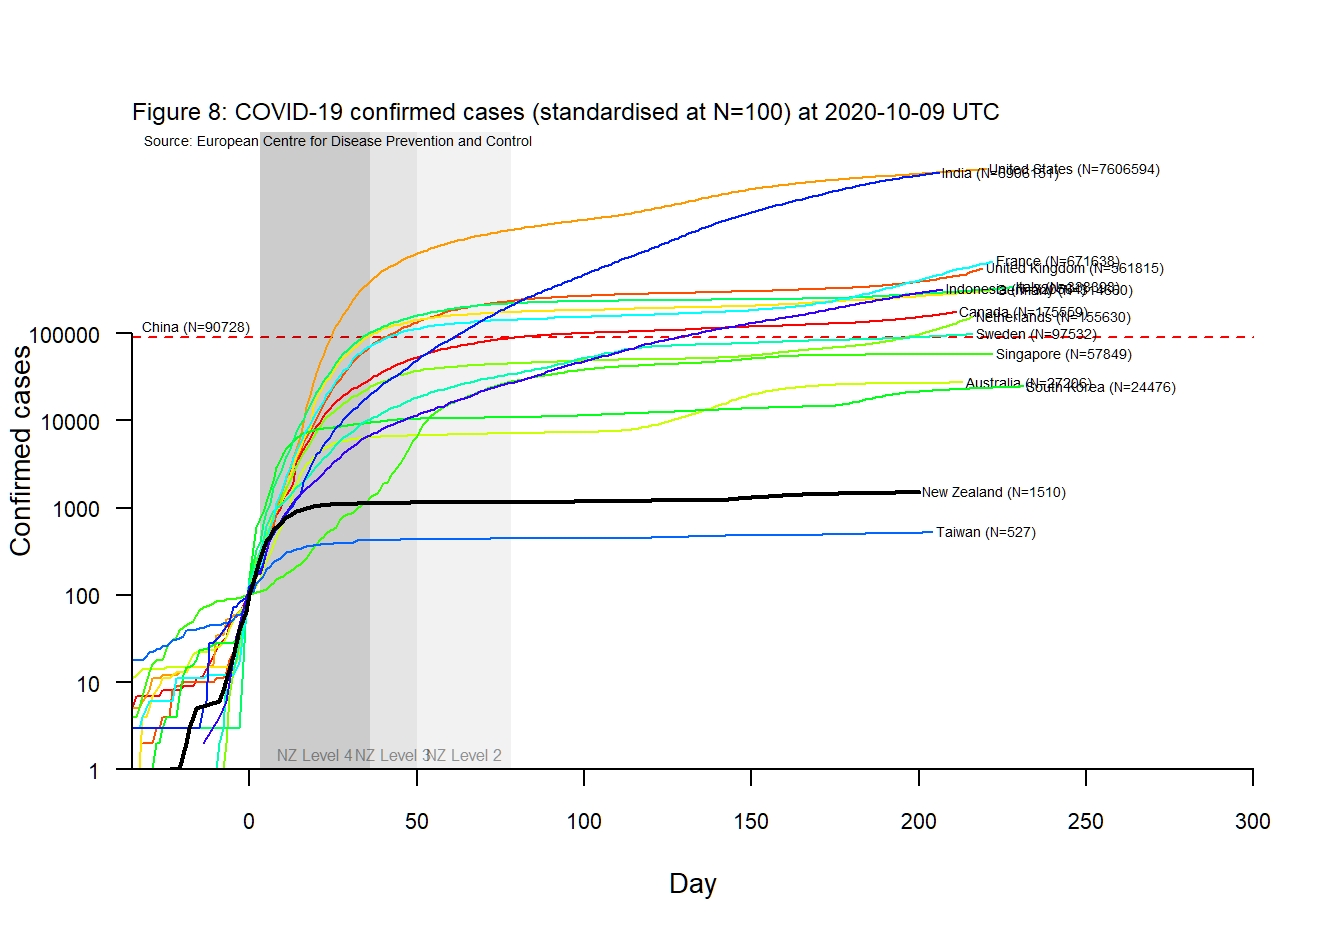 Figure 8: COVID-19 confirmed cases (standardised at N=100) at 2020-10-09 UTC
Source: European Centre for Disease Prevention and Control
United States (N=7606594)
India
France (N=671638)
United Kingdom (N=561815)
Indonesia
Canada (N=175559)
Netherlands (N=155630)
China (N=90728)
Sweden (N=97532)
Singapore (N=57849)
Australia (N=27206)
South Korea (N=24476)
New Zealand (N=1510)
Taiwan (N=527)
Confirmed cases
100000
10000
1000
100
10
1
NZ Level 4
NZ Level 3
NZ Level 2
0
50
100
150
200
250
300
Day